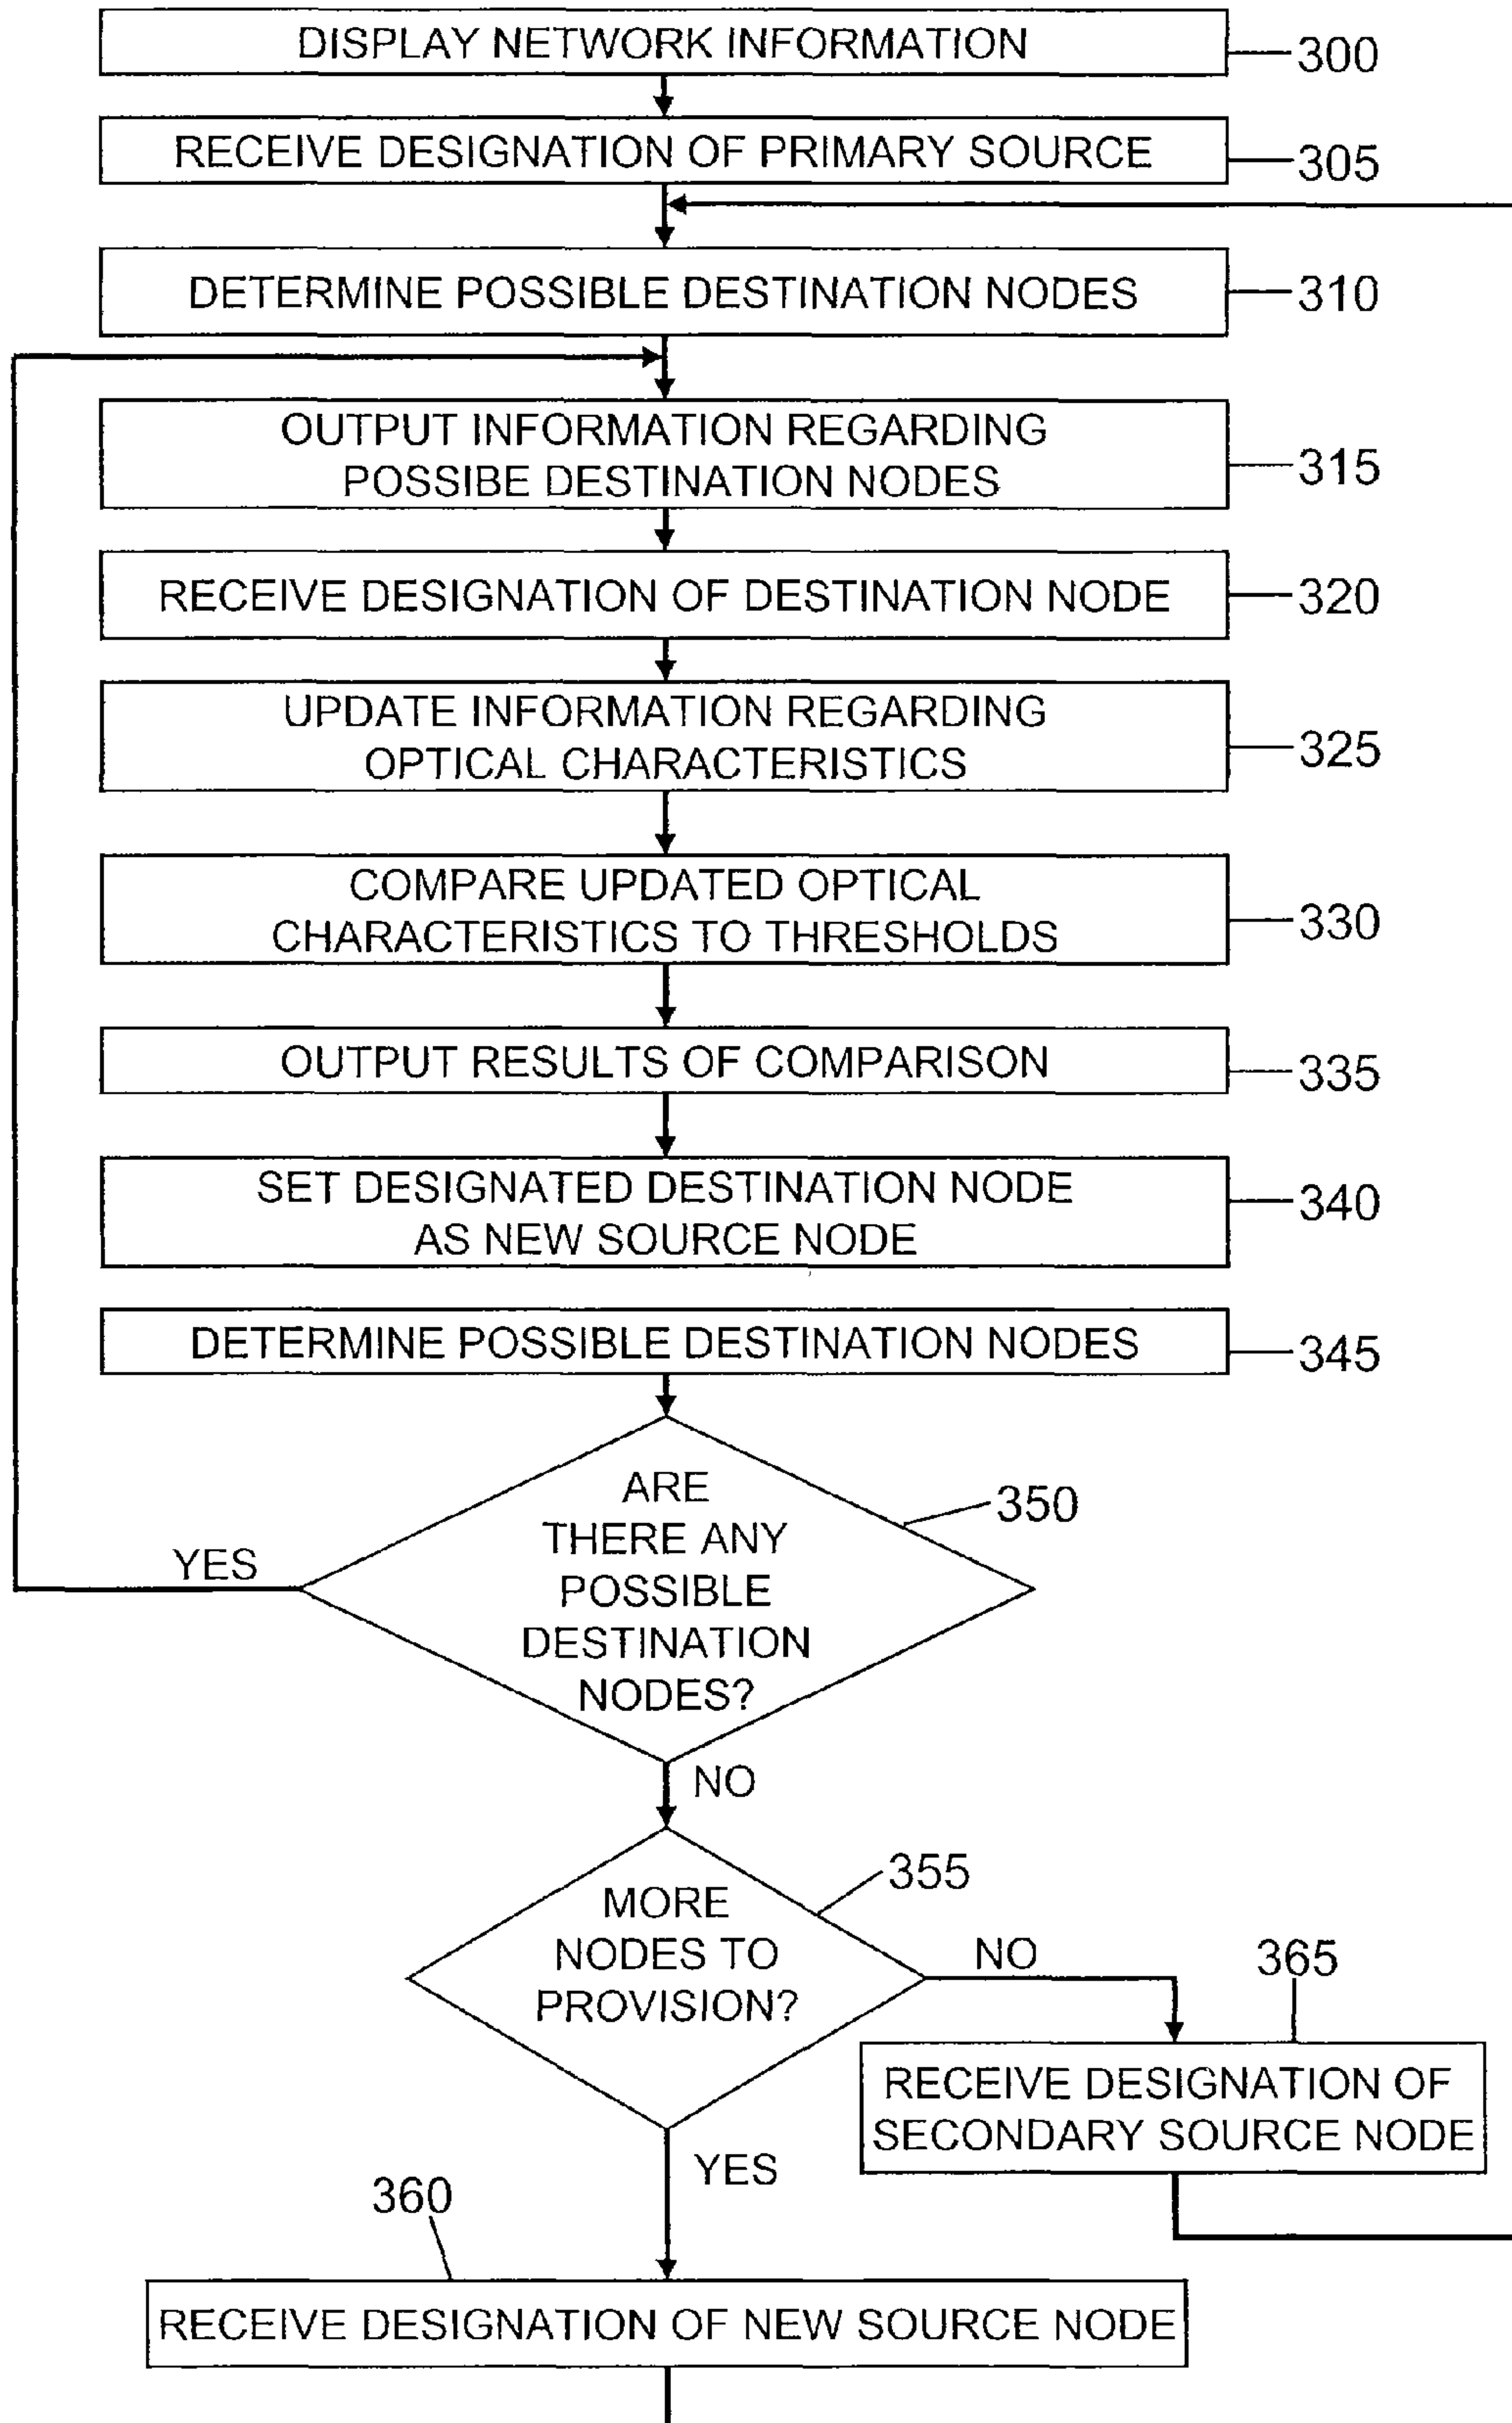 DISPLAY NETWORK INFORMATION
300
RECEIVE DESIGNATION OF PRIMARY SOURCE
305
DETERMINE POSSIBLE DESTINATION NODES
310
OUTPUT INFORMATION REGARDING
POSSIBE DESTINATION NODES
315
RECEIVE DESIGNATION OF DESTINATION NODE
320
UPDATE INFORMATION REGARDING
OPTICAL CHARACTERISTICS
325
COMPARE UPDATED OPTICAL
CHARACTERISTICS TO THRESHOLDS
330
OUTPUT RESULTS OF COMPARISON
335
SET DESIGNATED DESTINATION NODE
AS NEW SOURCE NODE
340
DETERMINE POSSIBLE DESTINATION NODES
345
ARE
THERE ANY
POSSIBLE
DESTINATION
NODES?
350
YES
NO
MORE
NODES TO
PROVISION?
355
NO
365
RECEIVE DESIGNATION OF
SECONDARY SOURCE NODE
YES
360
RECEIVE DESIGNATION OF NEW SOURCE NODE